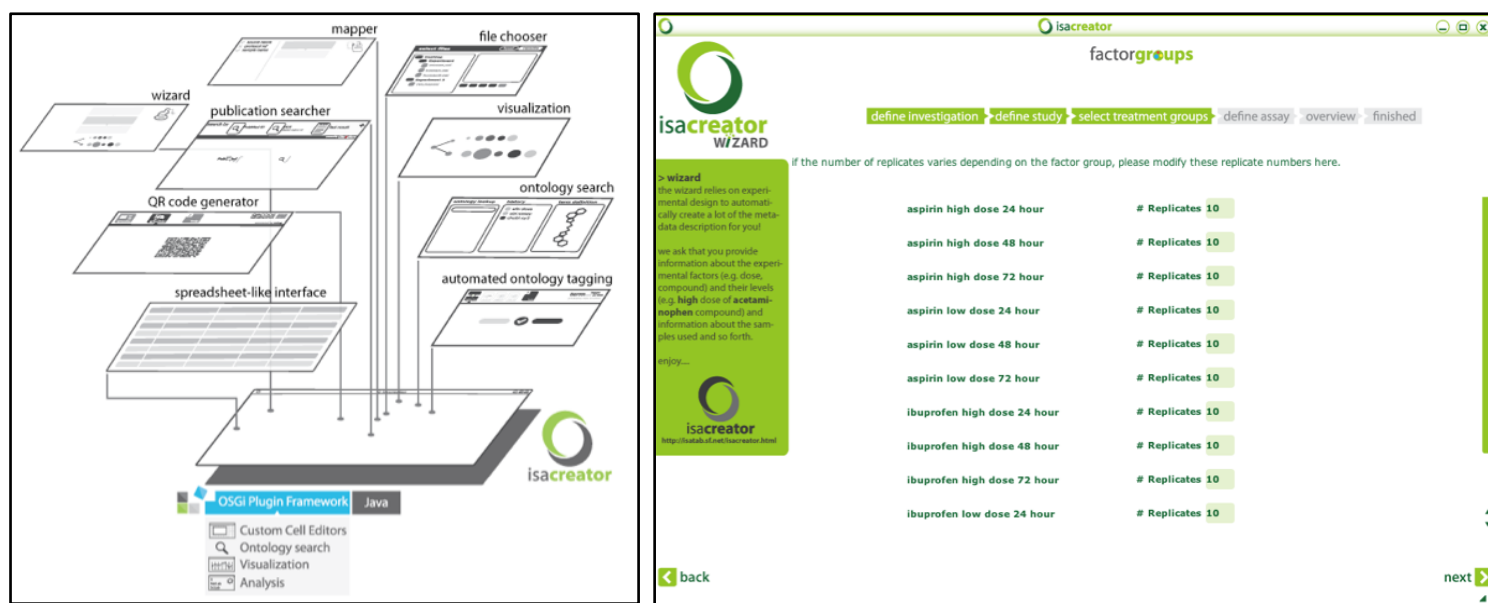 mapper
file chooser
select files
wizard
publication searcher
visualization
ontology search
ontology lookup
history
term definition
QR code generator
automated ontology tagging
spreadsheet-like interface
isacreator
OSGi Plugin Framework
Java
Custom Cell Editors
Ontology search
Visualization
Analysis
isacreator
factorgroups
isacreator
WIZARD
define investigation
define study
select treatment groups
define assay
overview
finished
if the number of replicates varies depending on the factor group, please modify these replicate numbers here.
> wizard
the wizard relies on experi-
mental design to automati-
cally create a lot of the meta-
data description for you!
we ask that you provide
information about the experi-
mental factors (e.g. dose,
compound) and their levels
(e.g. high dose of acetami-
nophen compound) and
information about the sam-
ples used and so forth.
enjoy....
isacreator
http://isatab.sf.net/isacreator.html
aspirin high dose 24 hour # Replicates 10
aspirin high dose 48 hour # Replicates 10
aspirin high dose 72 hour # Replicates 10
aspirin low dose 24 hour # Replicates 10
aspirin low dose 48 hour # Replicates 10
aspirin low dose 72 hour # Replicates 10
ibuprofen high dose 24 hour # Replicates 10
ibuprofen high dose 48 hour # Replicates 10
ibuprofen high dose 72 hour # Replicates 10
ibuprofen low dose 24 hour # Replicates 10
back
next